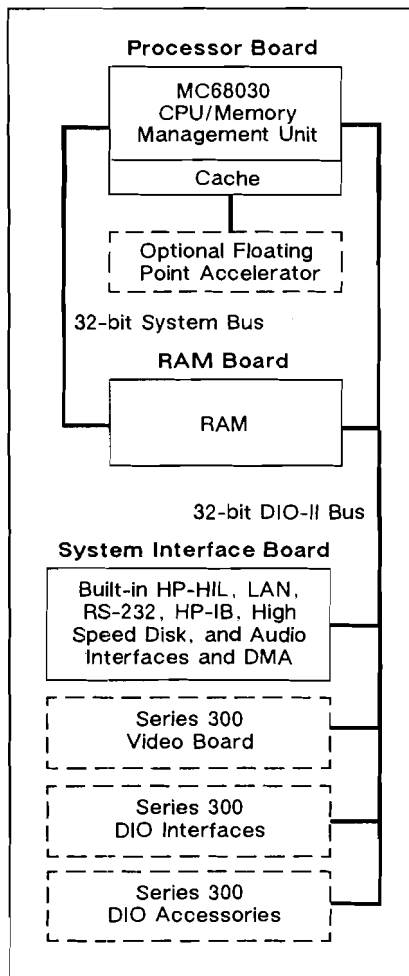 Processor Board
MC68030
CPU/Memory
Management Unit
Cache
Optional Floating
Point Accelerator
32-bit System Bus
RAM Board
RAM
32-bit DIO-II Bus
System Interface Board
Built-in HP-HIL, LAN,
RS-232, HP-IB, High
Speed Disk, and Audio
Interfaces and DMA
Series 300
Video Board
Series 300
DIO Interfaces
Series 300
DIO Accessories